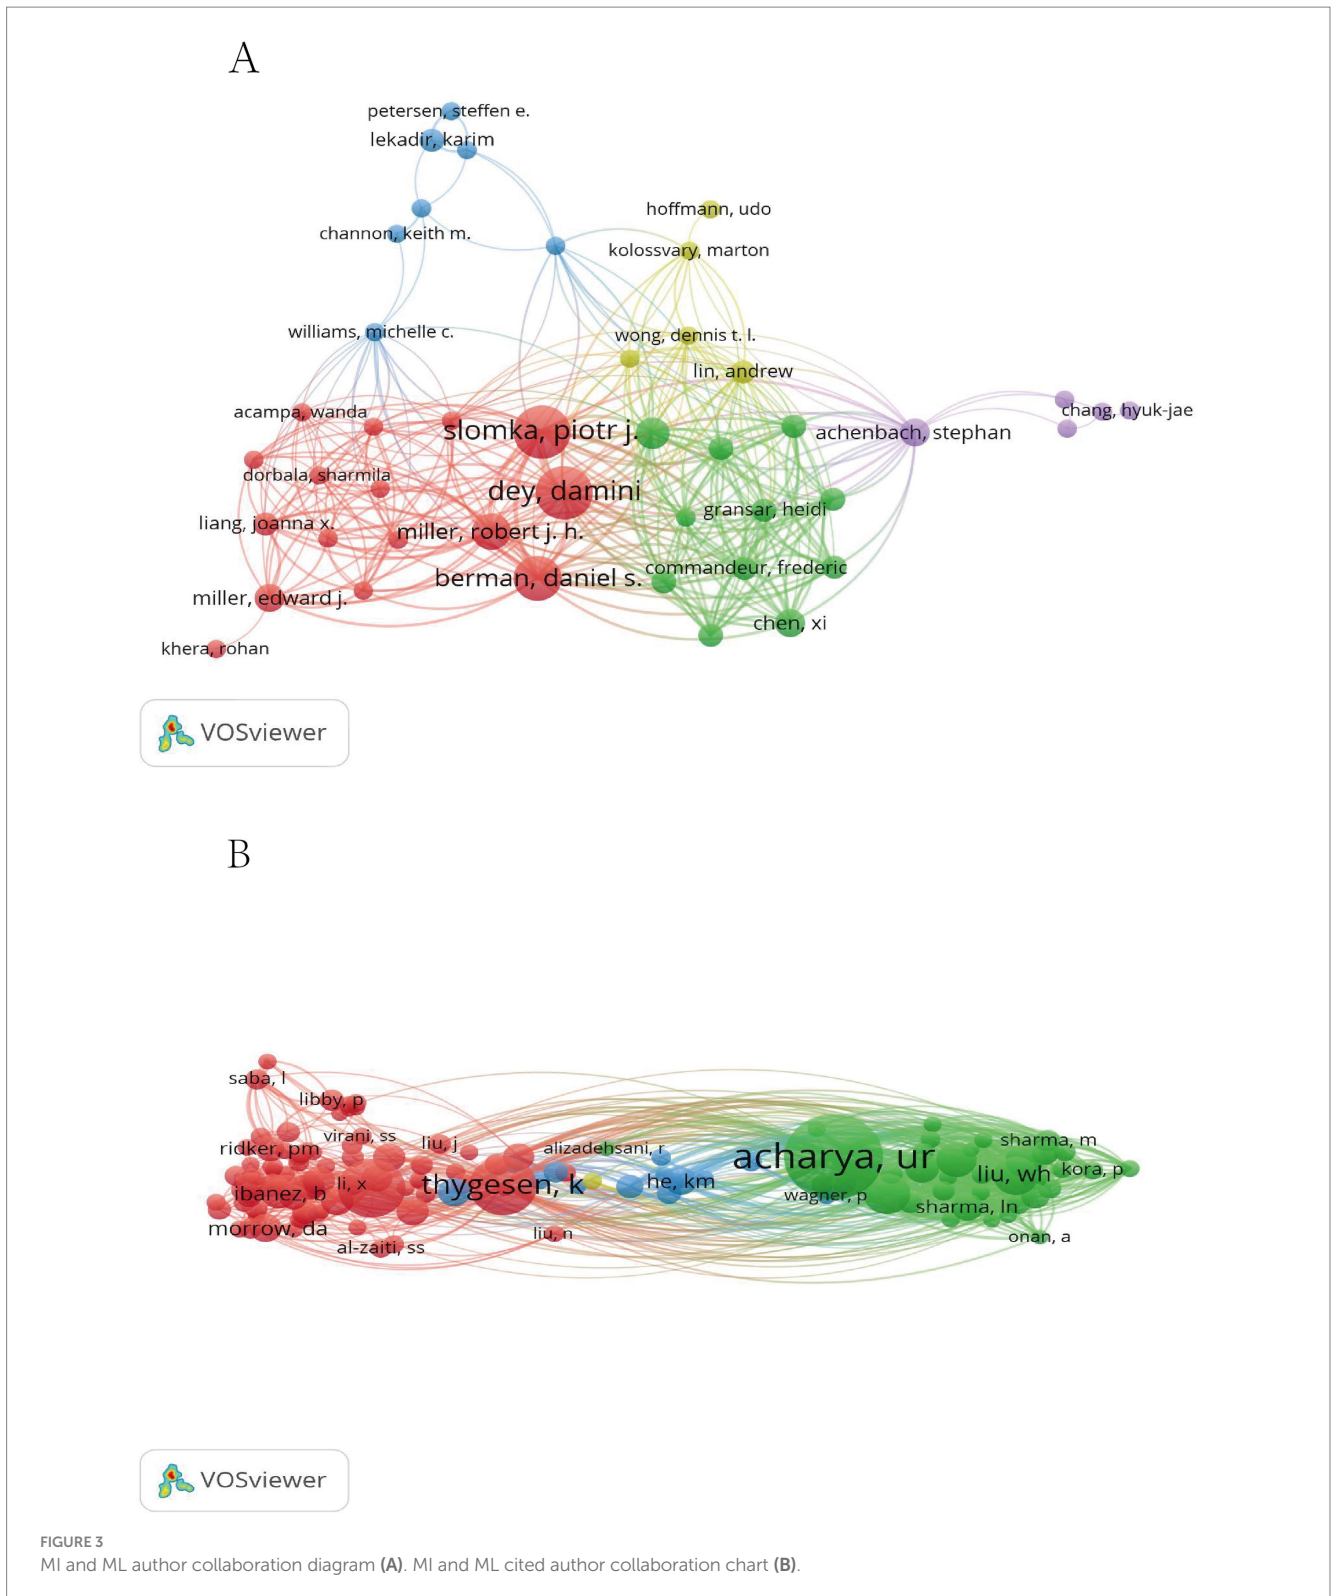 A
petersen, steffen e.
lekadir, karim
hoffmann, udo
channon, keith m.
kolossvary, marton
williams, michelle c.
wong, dennis t. l.
lin, andrew
acampa, wanda
chang, hyuk-jae
slomka, piotr j.
achenbach, stephan
dorbala, sharmila
dey, damini
gransar, heidi
liang, joanna x.
miller, robert j. h.
commandeur, frederic
berman, daniel s.
miller, edward j.
chen, xi
khera, rohan
VOSviewer
B
saba, l
libby, p
virani, ss
liu, j
sharma, m
ridker, pm
alizadehsani, r
acharya, ur
kora, p
liu, wh
li, x
thygesen, k
he, km
ibanez, b
wagner, p
sharma, ln
morrow, da
liu, n
onan, a
al-zaiti, ss
VOSviewer
FIGURE 3
MI and ML author collaboration diagram (A). MI and ML cited author collaboration chart (B).